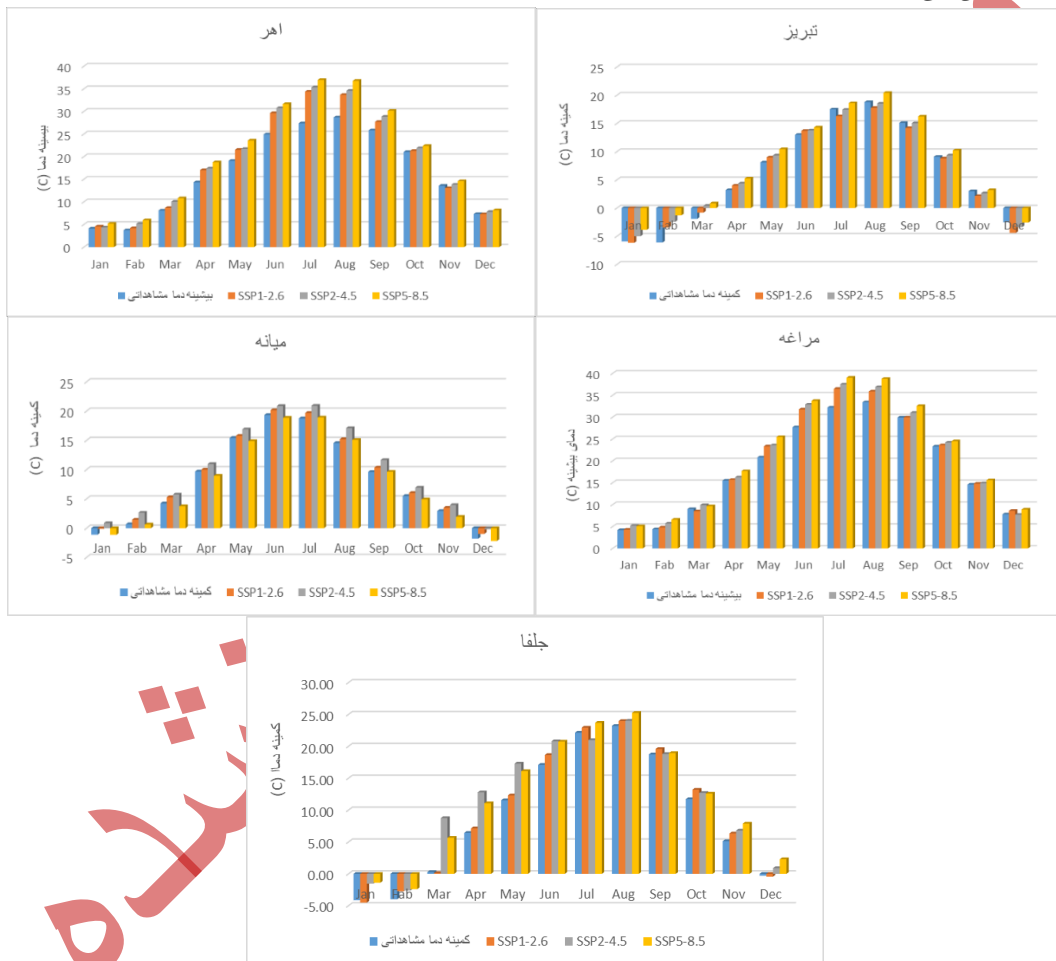 اهر
40
35
30
25
20
15
10
5
0
بیسینه دما (C)
Jan Fab Mar Apr May Jun Jul Aug Sep Oct Nov Dec
بیشینه دما مشاهداتی SSP1-2.6 SSP2-4.5 SSP5-8.5
تبریز
25
20
15
10
5
0
-5
-10
کمینه دما (C)
Jan Fab Mar Apr May Jun Jul Aug Sep Oct Nov Dec
کمینه دما مشاهداتی SSP1-2.6 SSP2-4.5 SSP5-8.5
میانه
25
20
15
10
5
0
-5
کمینه دما (C)
Jan Fab Mar Apr May Jun Jul Aug Sep Oct Nov Dec
کمینه دما مشاهداتی SSP1-2.6 SSP2-4.5 SSP5-8.5
مراغه
40
35
30
25
20
15
10
5
0
دمای بیشینه (C)
Jan Fab Mar Apr May Jun Jul Aug Sep Oct Nov Dec
بیشینه دما مشاهداتی SSP1-2.6 SSP2-4.5 SSP5-8.5
جلفا
30.00
25.00
20.00
15.00
10.00
5.00
0.00
-5.00
کمینه دماا (C)
Jan Fab Mar Apr May Jun Jul Aug Sep Oct Nov Dec
کمینه دما مشاهداتی SSP1-2.6 SSP2-4.5 SSP5-8.5